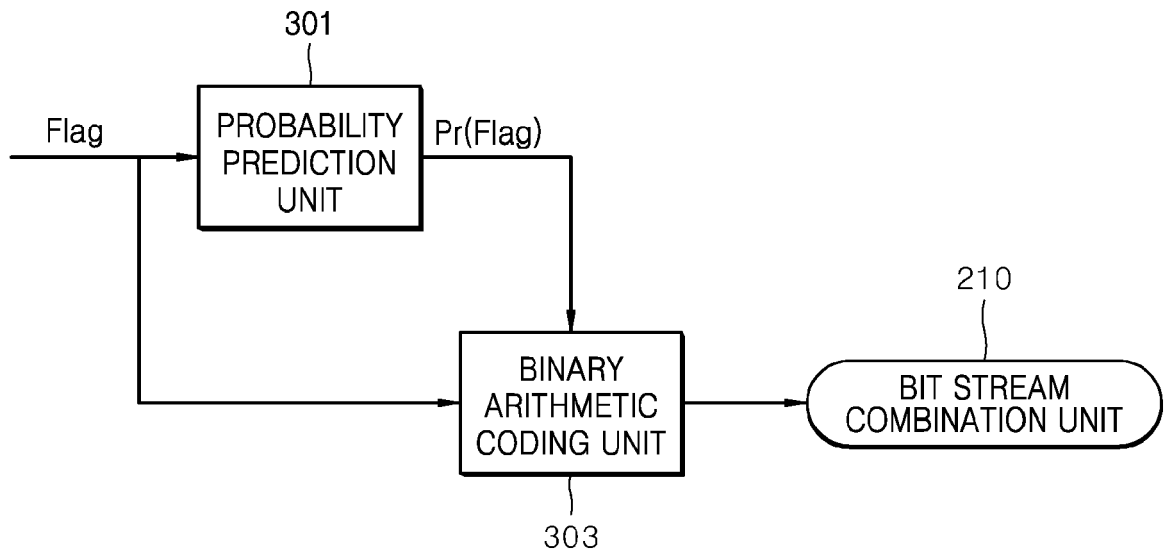 301
Flag
PROBABILITY
PREDICTION
UNIT
Pr(Flag)
210
BINARY
ARITHMETIC
CODING UNIT
BIT STREAM
COMBINATION UNIT
303